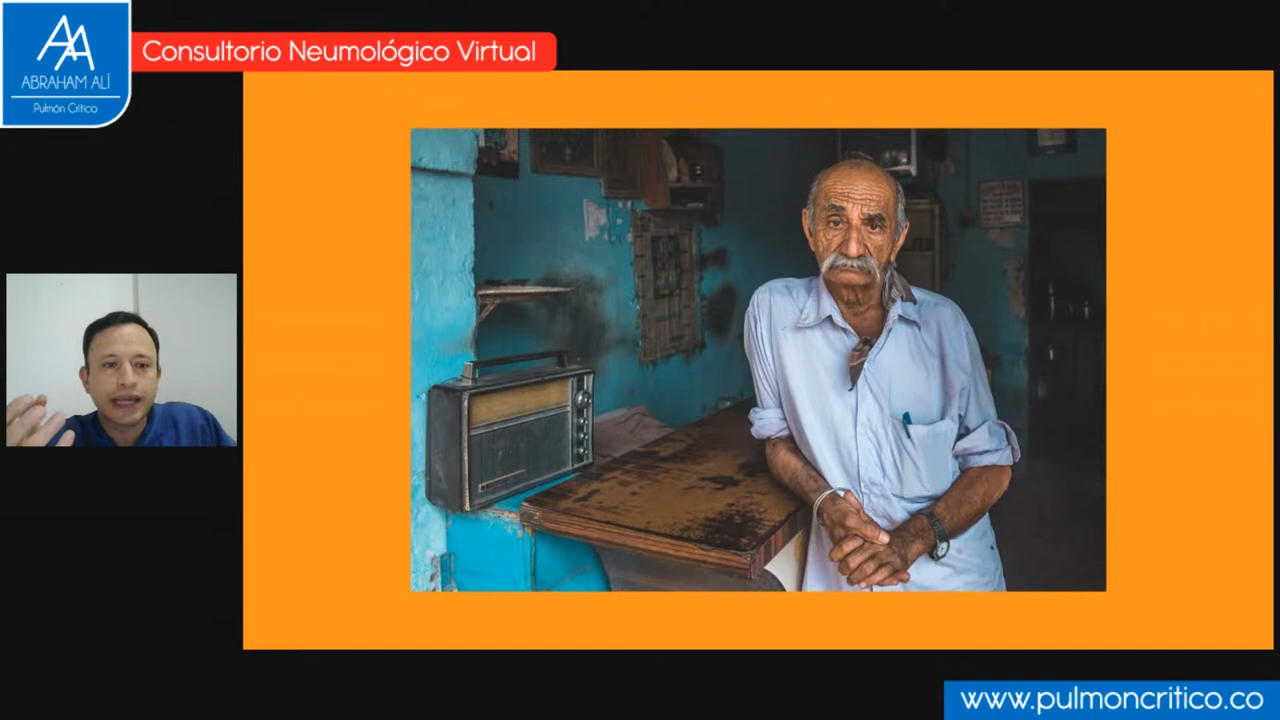 AA
ABRAHAM ALÍ
Pulmón Crítico
Consultorio Neumológico Virtual
www.pulmoncritico.co